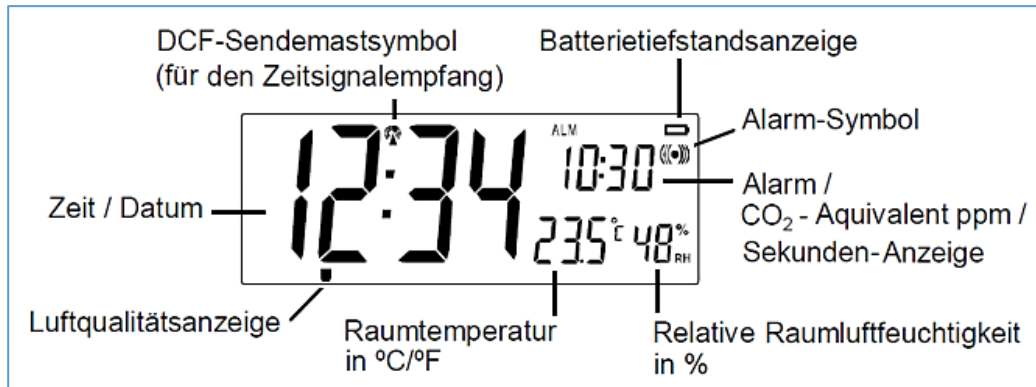 DCF-Sendemastsymbol
(für den Zeitsignalempfang)
Batterietiefstandsanzeige
Alarm-Symbol
12:34
ALM
10:30
Zeit / Datum
Alarm /
CO₂ - Aquivalent ppm /
Sekunden-Anzeige
23.5 °C 48 % RH
Luftqualitätsanzeige
Raumtemperatur
in ºC/ºF
Relative Raumluftfeuchtigkeit
in %